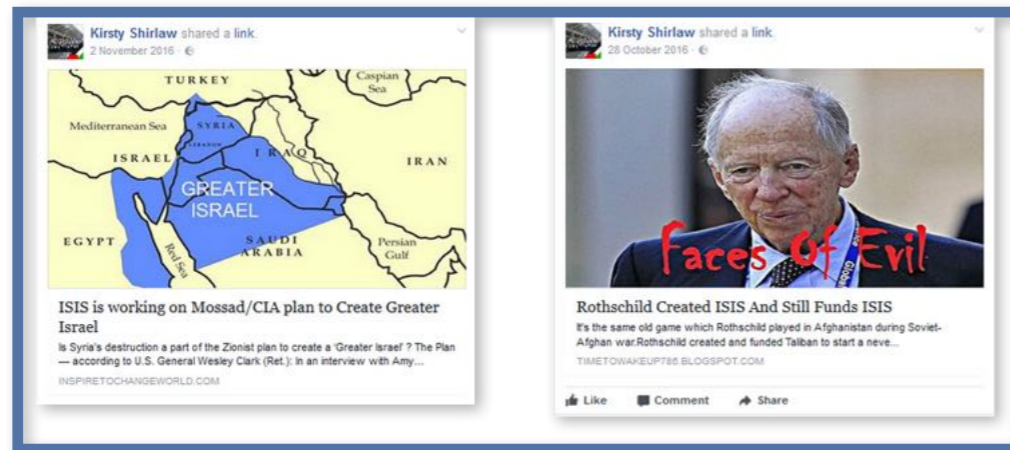 Kirsty Shirlaw shared a link.
2 November 2016
TURKEY
Caspian
Sea
Mediterranean Sea
SYRIA
LEBANON
ISRAEL
IRAQ
IRAN
GREATER
ISRAEL
EGYPT
SAUDI
ARABIA
Red Sea
Persian
Gulf
ISIS is working on Mossad/CIA plan to Create Greater
Israel
Is Syria's destruction a part of the Zionist plan to create a 'Greater Israel' ? The Plan
— according to U.S. General Wesley Clark (Ret.): In an interview with Amy…
INSPIRETOCHANGEWORLD.COM
Kirsty Shirlaw shared a link.
28 October 2016
Faces Of Evil
Global
Rothschild Created ISIS And Still Funds ISIS
It's the same old game which Rothschild played in Afghanistan during Soviet-
Afghan war.Rothschild created and funded Taliban to start a neve...
TIMETOWAKEUP786.BLOGSPOT.COM
Like Comment Share